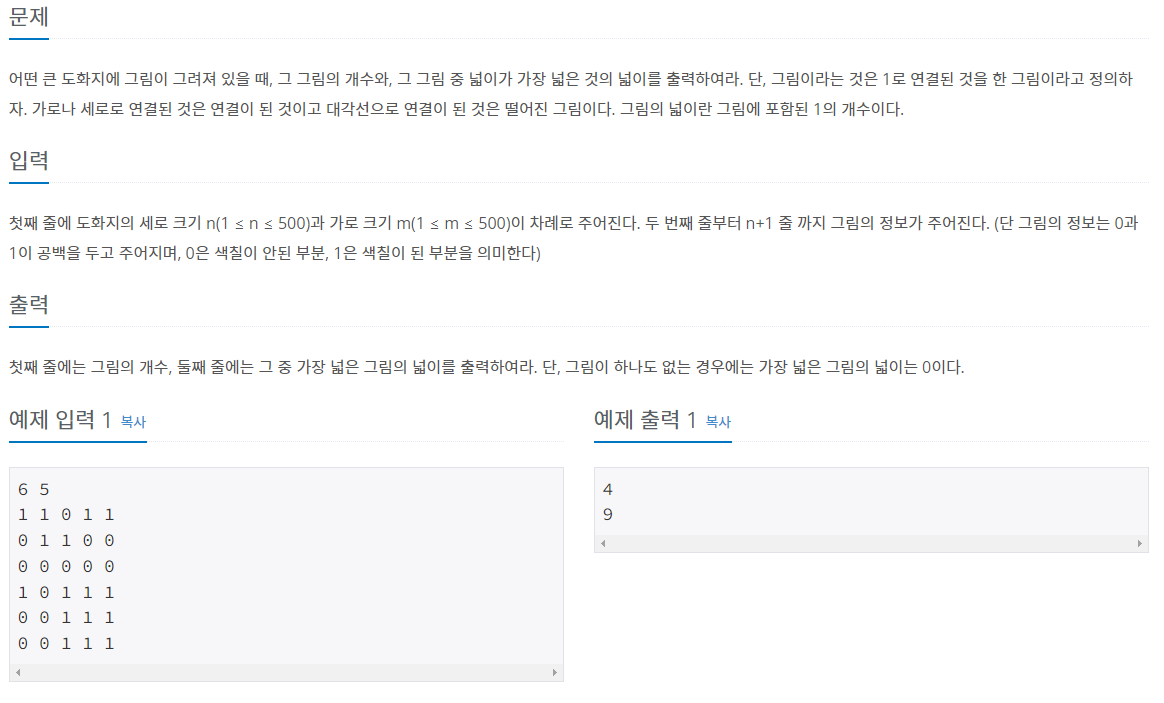 문제
어떤 큰 도화지에 그림이 그려져 있을 때, 그 그림의 개수와, 그 그림 중 넓이가 가장 넓은 것의 넓이를 출력하여라. 단, 그림이라는 것은 1로 연결된 것을 한 그림이라고 정의하
자. 가로나 세로로 연결된 것은 연결이 된 것이고 대각선으로 연결이 된 것은 떨어진 그림이다. 그림의 넓이란 그림에 포함된 1의 개수이다.
입력
첫째 줄에 도화지의 세로 크기 n(1 ≤ n ≤ 500)과 가로 크기 m(1 ≤ m ≤ 500)이 차례로 주어진다. 두 번째 줄부터 n+1 줄 까지 그림의 정보가 주어진다. (단 그림의 정보는 0과
1이 공백을 두고 주어지며, 0은 색칠이 안된 부분, 1은 색칠이 된 부분을 의미한다)
출력
첫째 줄에는 그림의 개수, 둘째 줄에는 그 중 가장 넓은 그림의 넓이를 출력하여라. 단, 그림이 하나도 없는 경우에는 가장 넓은 그림의 넓이는 0이다.
예제 입력 1 복사
6 5
1 1 0 1 1
0 1 1 0 0
0 0 0 0 0
1 0 1 1 1
0 0 1 1 1
0 0 1 1 1
예제 출력 1 복사
4
9